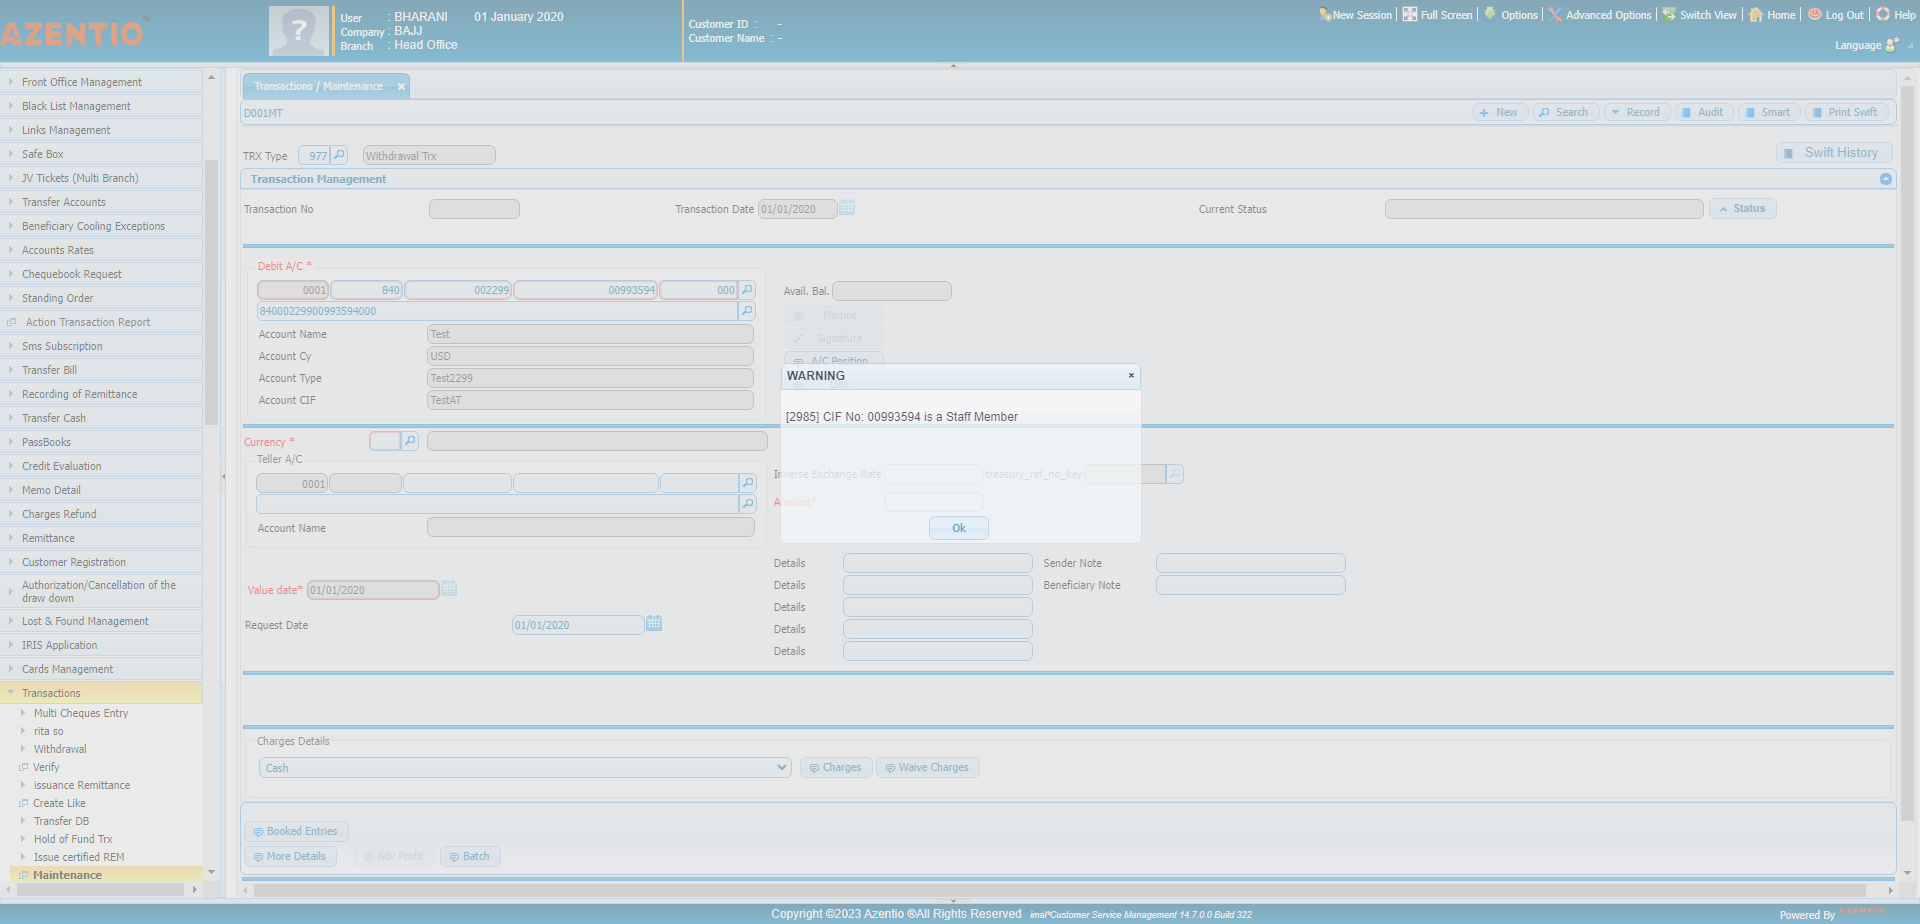 AZENTIO
User : BHARANI 01 January 2020
Company : BAJJ
Branch : Head Office
Customer ID : -
Customer Name : -
New Session Full Screen Options Advanced Options Switch View Home Log Out Help
Language
Front Office Management
Black List Management
Links Management
Safe Box
JV Tickets (Multi Branch)
Transfer Accounts
Beneficiary Cooling Exceptions
Accounts Rates
Chequebook Request
Standing Order
Action Transaction Report
Sms Subscription
Transfer Bill
Recording of Remittance
Transfer Cash
PassBooks
Credit Evaluation
Memo Detail
Charges Refund
Remittance
Customer Registration
Authorization/Cancellation of the
draw down
Lost & Found Management
IRIS Application
Cards Management
Transactions
Multi Cheques Entry
rita so
Withdrawal
Verify
issuance Remittance
Create Like
Transfer DB
Hold of Fund Trx
Issue certified REM
Maintenance
Transactions / Maintenance
D001MT
New Search Record Audit Smart Print Swift
TRX Type 977 Withdrawal Trx
Swift History
Transaction Management
Transaction No Transaction Date 01/01/2020 Current Status Status
Debit A/C *
0001 840 002299 00993594 000
84000229900993594000
Account Name Test
Account Cy USD
Account Type Test2299
Account CIF TestAT
Avail. Bal.
Memos
Signature
A/C Position
WARNING
[2985] CIF No: 00993594 is a Staff Member
Ok
Currency *
Teller A/C
0001
Account Name
Inverse Exchange Rate treasury_ref_no_key
Amount*
Value date* 01/01/2020
Request Date 01/01/2020
Details Sender Note
Details Beneficiary Note
Details
Details
Details
Charges Details
Cash Charges Waive Charges
Booked Entries
More Details Adv Profit Batch
Copyright ©2023 Azentio ®All Rights Reserved imal*Customer Service Management 14.7.0.0 Build 322
Powered By AZENTIO